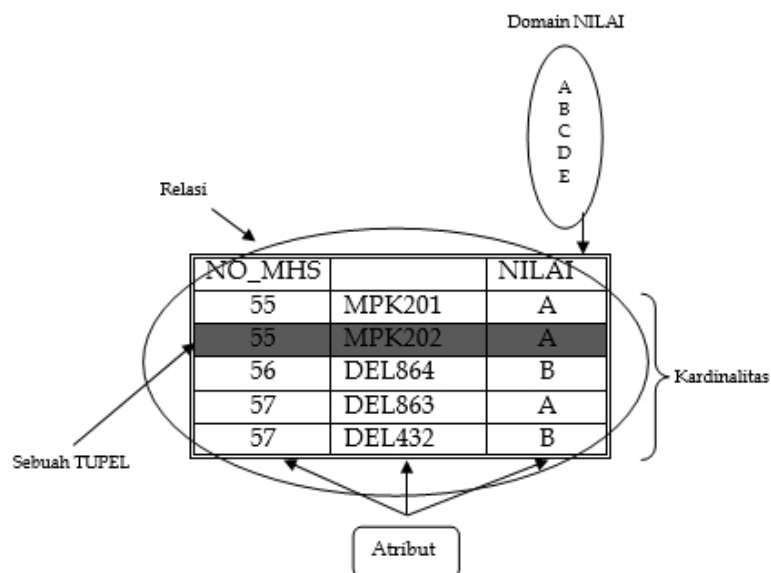 Domain NILAI
A
B
C
D
E
Relasi
NO_MHS NILAI
55 MPK201 A
55 MPK202 A
56 DEL864 B
57 DEL863 A
57 DEL432 B
Kardinalitas
Sebuah TUPEL
Atribut